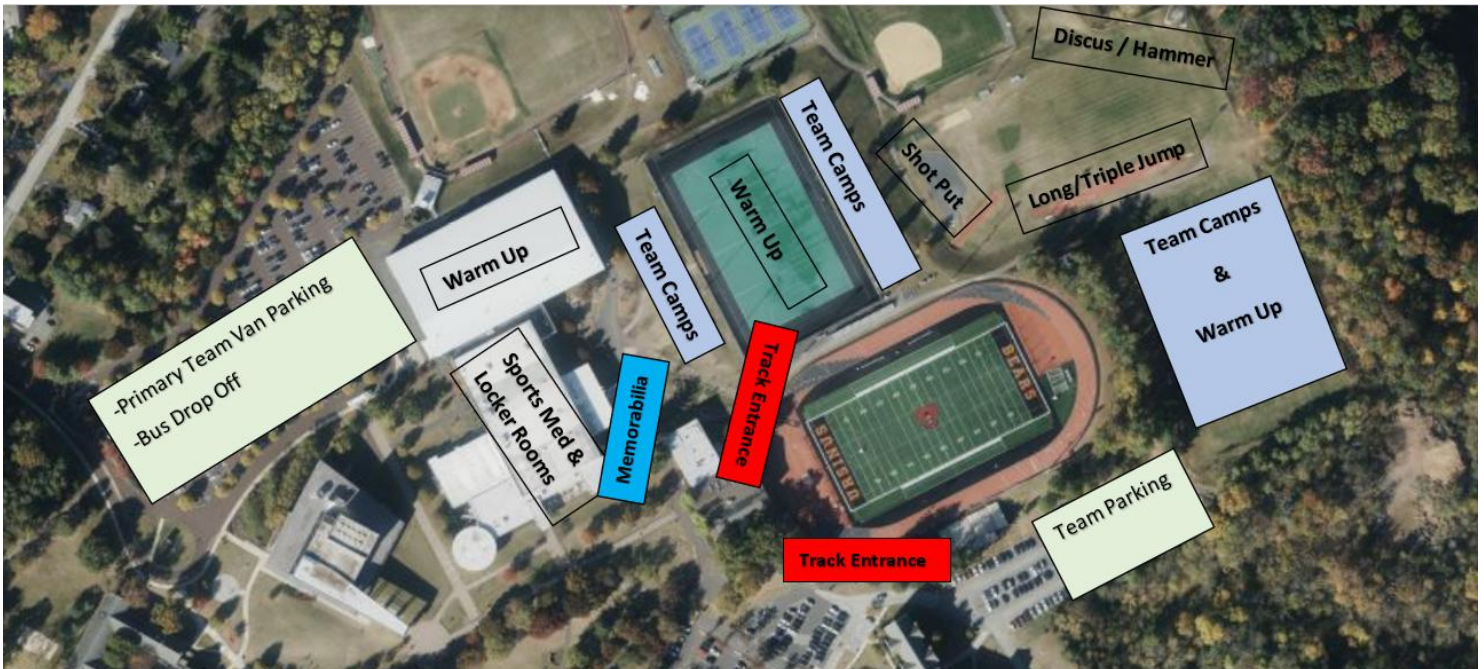 Discus / Hammer
Team Camps
Shot Put
Long/Triple Jump
Warm Up
Team Camps
&
Warm Up
Warm Up
Team Camps
-Primary Team Van Parking
-Bus Drop Off
Sports Med &
Locker Rooms
Memorabilia
Track Entrance
BEARS
URSINUS
Team Parking
Track Entrance